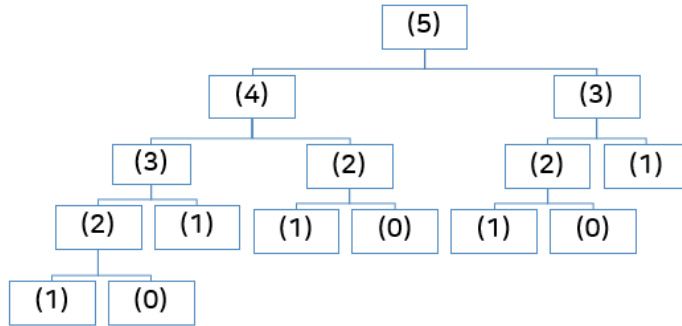 (5)
(4) (3)
(3) (2) (2) (1)
(2) (1) (1) (0) (1) (0)
(1) (0)